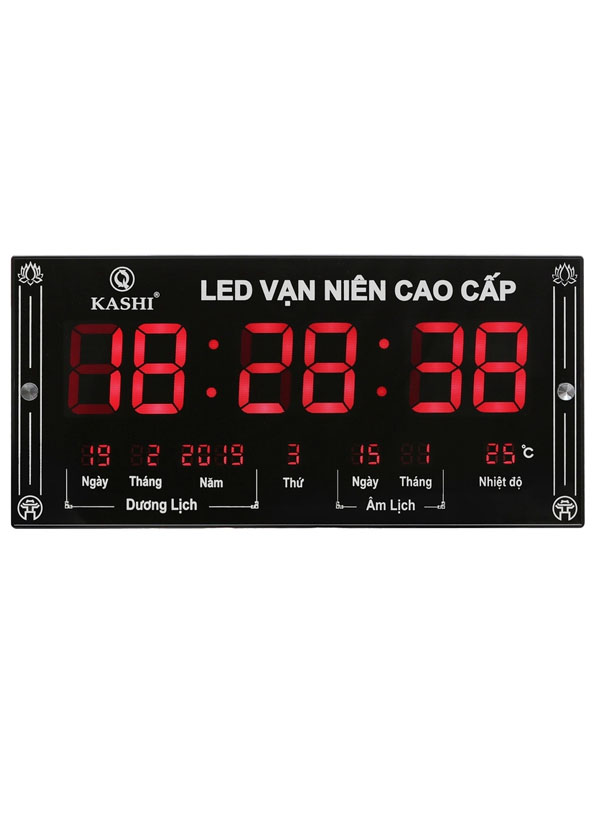 KASHI®
LED VẠN NIÊN CAO CẤP
18:28:38
19 2 2019 3 15 1 25 °C
Ngày Tháng Năm Thứ Ngày Tháng Nhiệt độ
Dương Lịch Âm Lịch